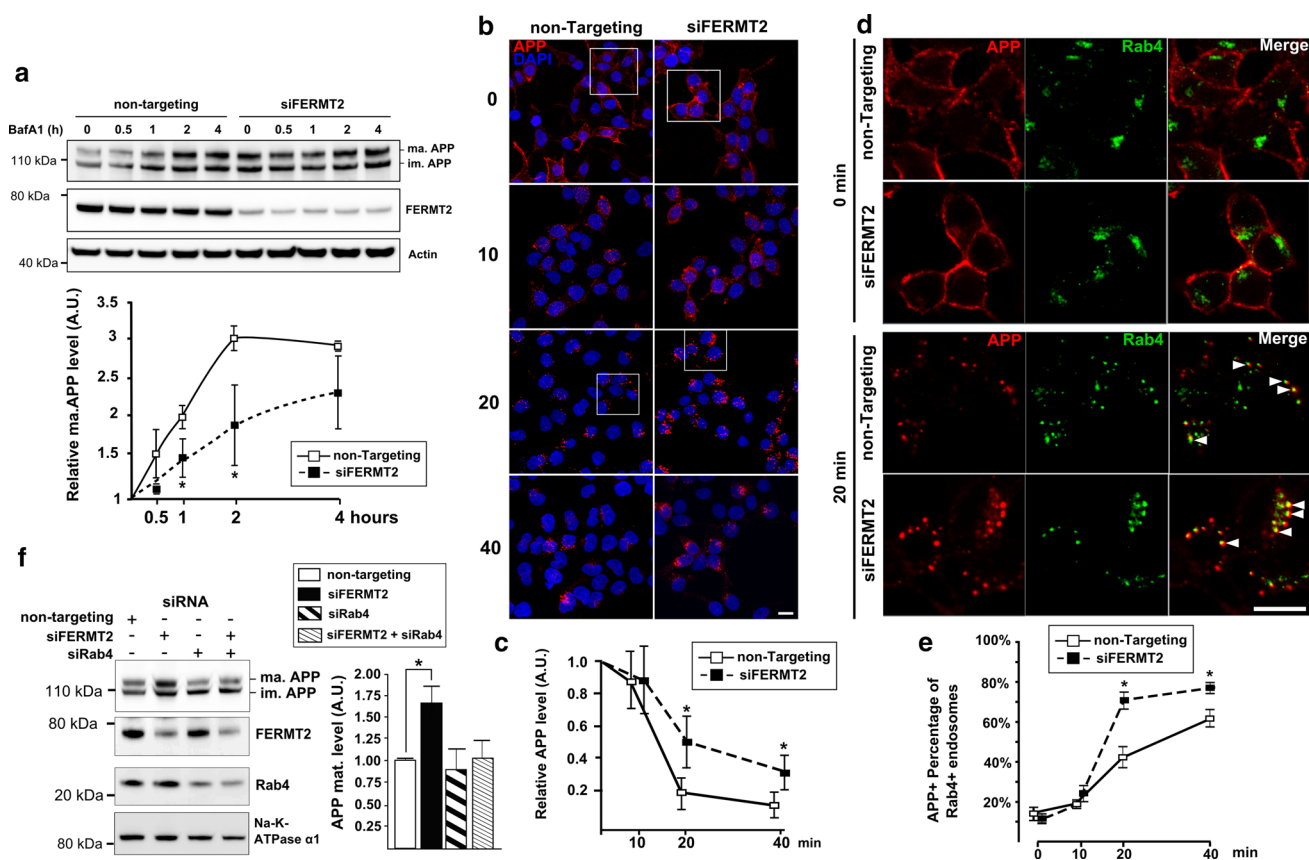 a
non-targeting siFERMT2
BafA1 (h) 0 0.5 1 2 4 0 0.5 1 2 4
110 kDa
ma. APP
im. APP
80 kDa
FERMT2
40 kDa
Actin
Relative ma.APP level (A.U.)
3.5
3
2.5
2
1.5
1
non-Targeting
siFERMT2
*
*
0.5 1 2 4 hours
b
non-Targeting siFERMT2
APP
DAPI
0
10
20
40
c
Relative APP level (A.U.)
1.0
0.8
0.6
0.4
0.2
0
non-Targeting
siFERMT2
*
*
10 20 40 min
d
APP Rab4 Merge
non-Targeting
siFERMT2
0 min
APP Rab4 Merge
non-Targeting
siFERMT2
20 min
e
APP+ Percentage of
Rab4+ endosomes
100%
80%
60%
40%
20%
non-Targeting
siFERMT2
*
*
0 10 20 40 min
f
siRNA
non-targeting + − − −
siFERMT2 − + − +
siRab4 − − + +
110 kDa
ma. APP
im. APP
80 kDa
FERMT2
20 kDa
Rab4
80 kDa
Na-K-
ATPase α1
non-targeting
siFERMT2
siRab4
siFERMT2 + siRab4
APP mat. level (A.U.)
2.00
1.75
1.50
1.25
1.00
0.75
0.50
0.25
*